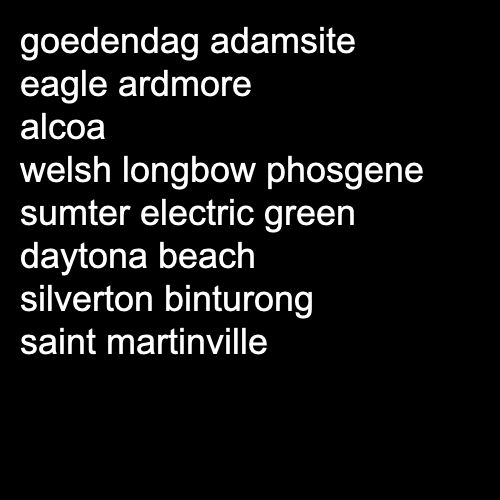 goedendag adamsite
eagle ardmore
alcoa
welsh longbow phosgene
sumter electric green
daytona beach
silverton binturong
saint martinville